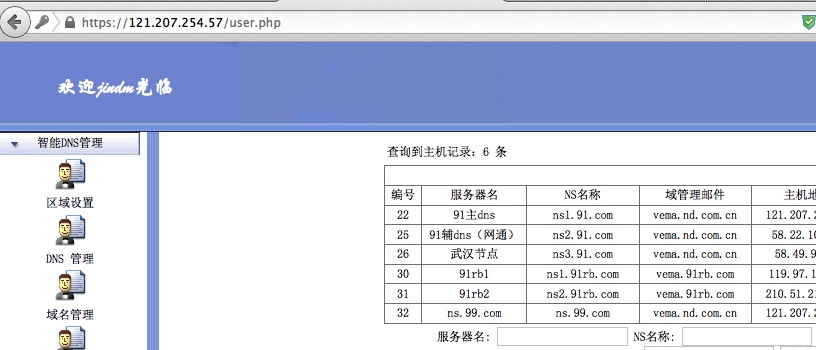 https://121.207.254.57/user.php
欢迎jindm光临
智能DNS管理
区域设置
DNS 管理
域名管理
查询到主机记录: 6 条
编号 服务器名 NS名称 域管理邮件 主机地
22 91主dns ns1.91.com vema.nd.com.cn 121.207.2
25 91辅dns（网通） ns2.91.com vema.nd.com.cn 58.22.10
26 武汉节点 ns3.91.com vema.nd.com.cn 58.49.9
30 91rb1 ns1.91rb.com vema.91rb.com 119.97.1
31 91rb2 ns2.91rb.com vema.91rb.com 210.51.21
32 ns.99.com ns.99.com vema.nd.com.cn 121.207.2
服务器名: NS名称: